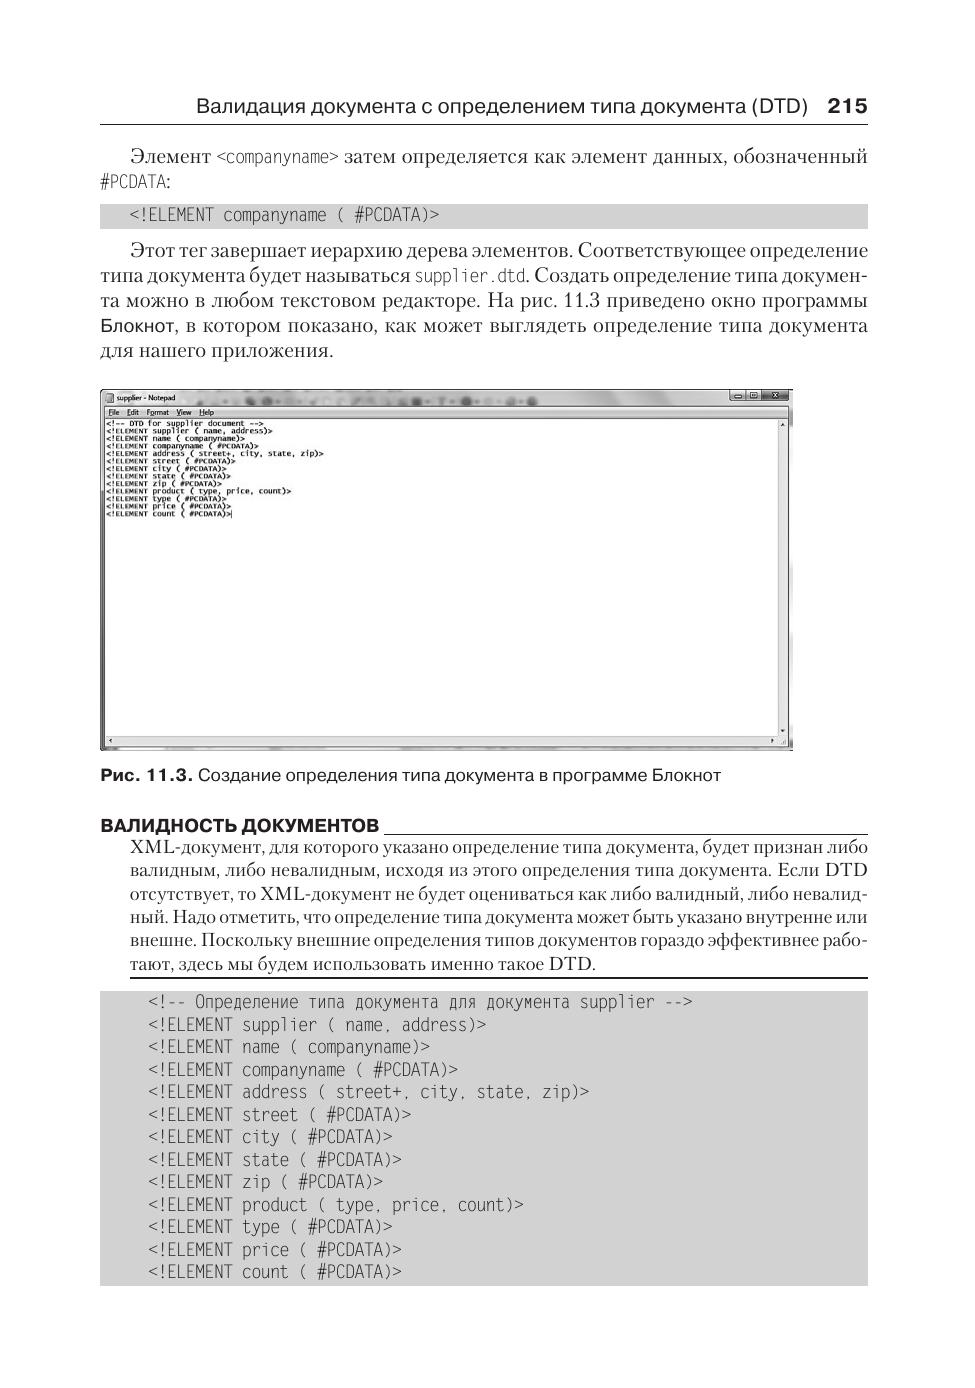 Валидация документа с определением типа документа (DTD) 215
Элемент <companyname> затем определяется как элемент данных, обозначенный
#PCDATA:
<!ELEMENT companyname ( #PCDATA)>
Этот тег завершает иерархию дерева элементов. Соответствующее определение
типа документа будет называться supplier.dtd. Создать определение типа докумен-
та можно в любом текстовом редакторе. На рис. 11.3 приведено окно программы
Блокнот, в котором показано, как может выглядеть определение типа документа
для нашего приложения.
supplier - Notepad
File Edit Format View Help
<!-- DTD for supplier document -->
<!ELEMENT supplier ( name, address)>
<!ELEMENT name ( companyname)>
<!ELEMENT companyname ( #PCDATA)>
<!ELEMENT address ( street+, city, state, zip)>
<!ELEMENT street ( #PCDATA)>
<!ELEMENT city ( #PCDATA)>
<!ELEMENT state ( #PCDATA)>
<!ELEMENT zip ( #PCDATA)>
<!ELEMENT product ( type, price, count)>
<!ELEMENT type ( #PCDATA)>
<!ELEMENT price ( #PCDATA)>
<!ELEMENT count ( #PCDATA)>
Рис. 11.3. Создание определения типа документа в программе Блокнот
ВАЛИДНОСТЬ ДОКУМЕНТОВ
XML-документ, для которого указано определение типа документа, будет признан либо
валидным, либо невалидным, исходя из этого определения типа документа. Если DTD
отсутствует, то XML-документ не будет оцениваться как либо валидный, либо невалид-
ный. Надо отметить, что определение типа документа может быть указано внутренне или
внешне. Поскольку внешние определения типов документов гораздо эффективнее рабо-
тают, здесь мы будем использовать именно такое DTD.
<!-- Определение типа документа для документа supplier -->
<!ELEMENT supplier ( name, address)>
<!ELEMENT name ( companyname)>
<!ELEMENT companyname ( #PCDATA)>
<!ELEMENT address ( street+, city, state, zip)>
<!ELEMENT street ( #PCDATA)>
<!ELEMENT city ( #PCDATA)>
<!ELEMENT state ( #PCDATA)>
<!ELEMENT zip ( #PCDATA)>
<!ELEMENT product ( type, price, count)>
<!ELEMENT type ( #PCDATA)>
<!ELEMENT price ( #PCDATA)>
<!ELEMENT count ( #PCDATA)>